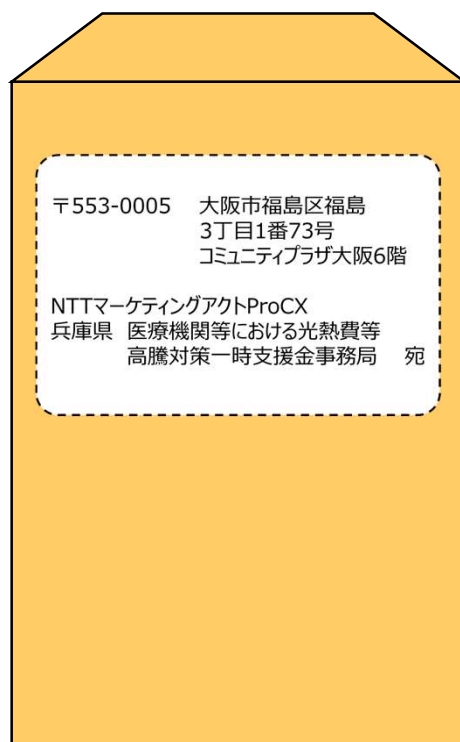 〒553-0005　大阪市福島区福島
3丁目1番73号
コミュニティプラザ大阪6階
NTTマーケティングアクトProCX
兵庫県　医療機関等における光熱費等
高騰対策一時支援金事務局　宛